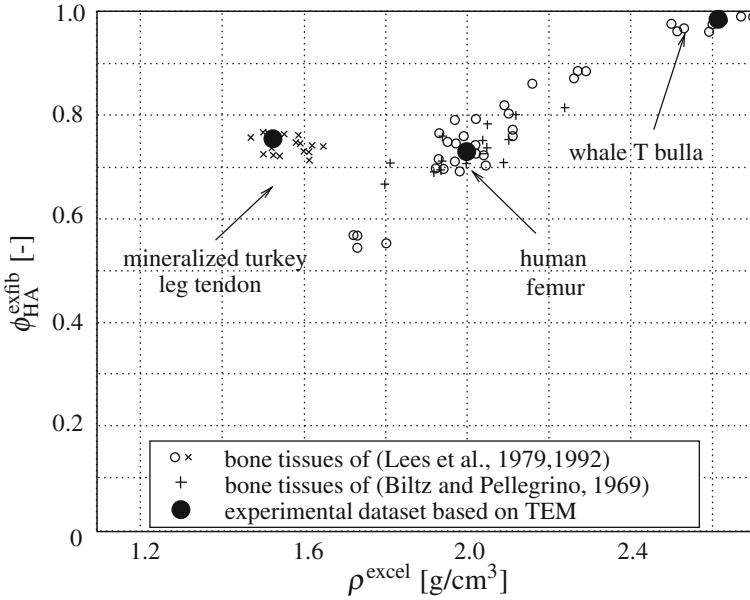 1.0
0.8
0.6
0.4
0.2
0
ϕ_HA^exfib [-]
whale T bulla
mineralized turkey
leg tendon
human
femur
bone tissues of (Lees et al., 1979,1992)
bone tissues of (Biltz and Pellegrino, 1969)
experimental dataset based on TEM
1.2 1.6 2.0 2.4
ρ^excel [g/cm³]